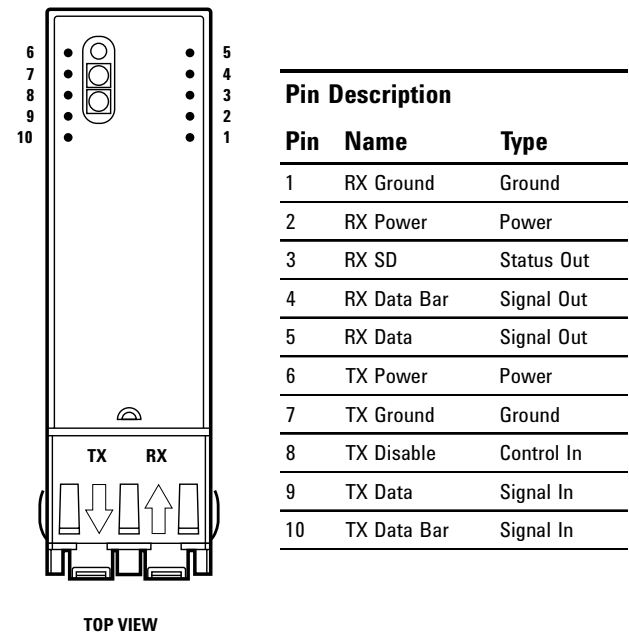 6 5
7 4
8 3
9 2
10 1
TX RX
TOP VIEW
Pin Description
Pin Name Type
1 RX Ground Ground
2 RX Power Power
3 RX SD Status Out
4 RX Data Bar Signal Out
5 RX Data Signal Out
6 TX Power Power
7 TX Ground Ground
8 TX Disable Control In
9 TX Data Signal In
10 TX Data Bar Signal In